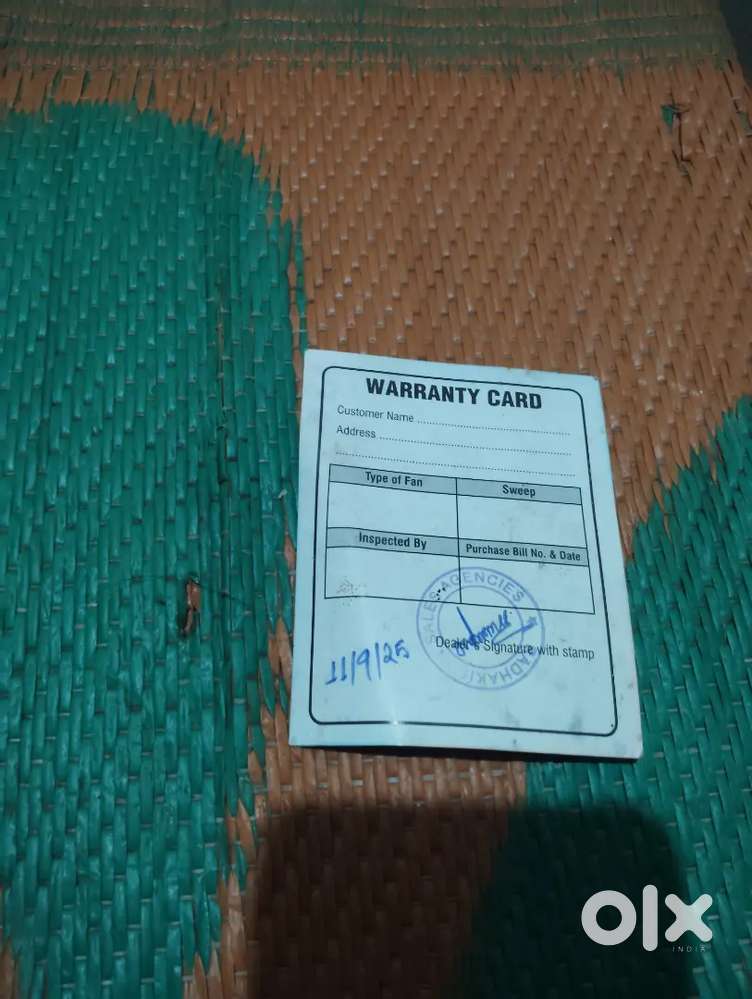 WARRANTY CARD
Customer Name ........................................
Address ..................................................
..............................................................
Type of Fan
Sweep
Inspected By
Purchase Bill No. & Date
SALES AGENCIES
Dealer's Signature with stamp
11/9/25
olx
INDIA